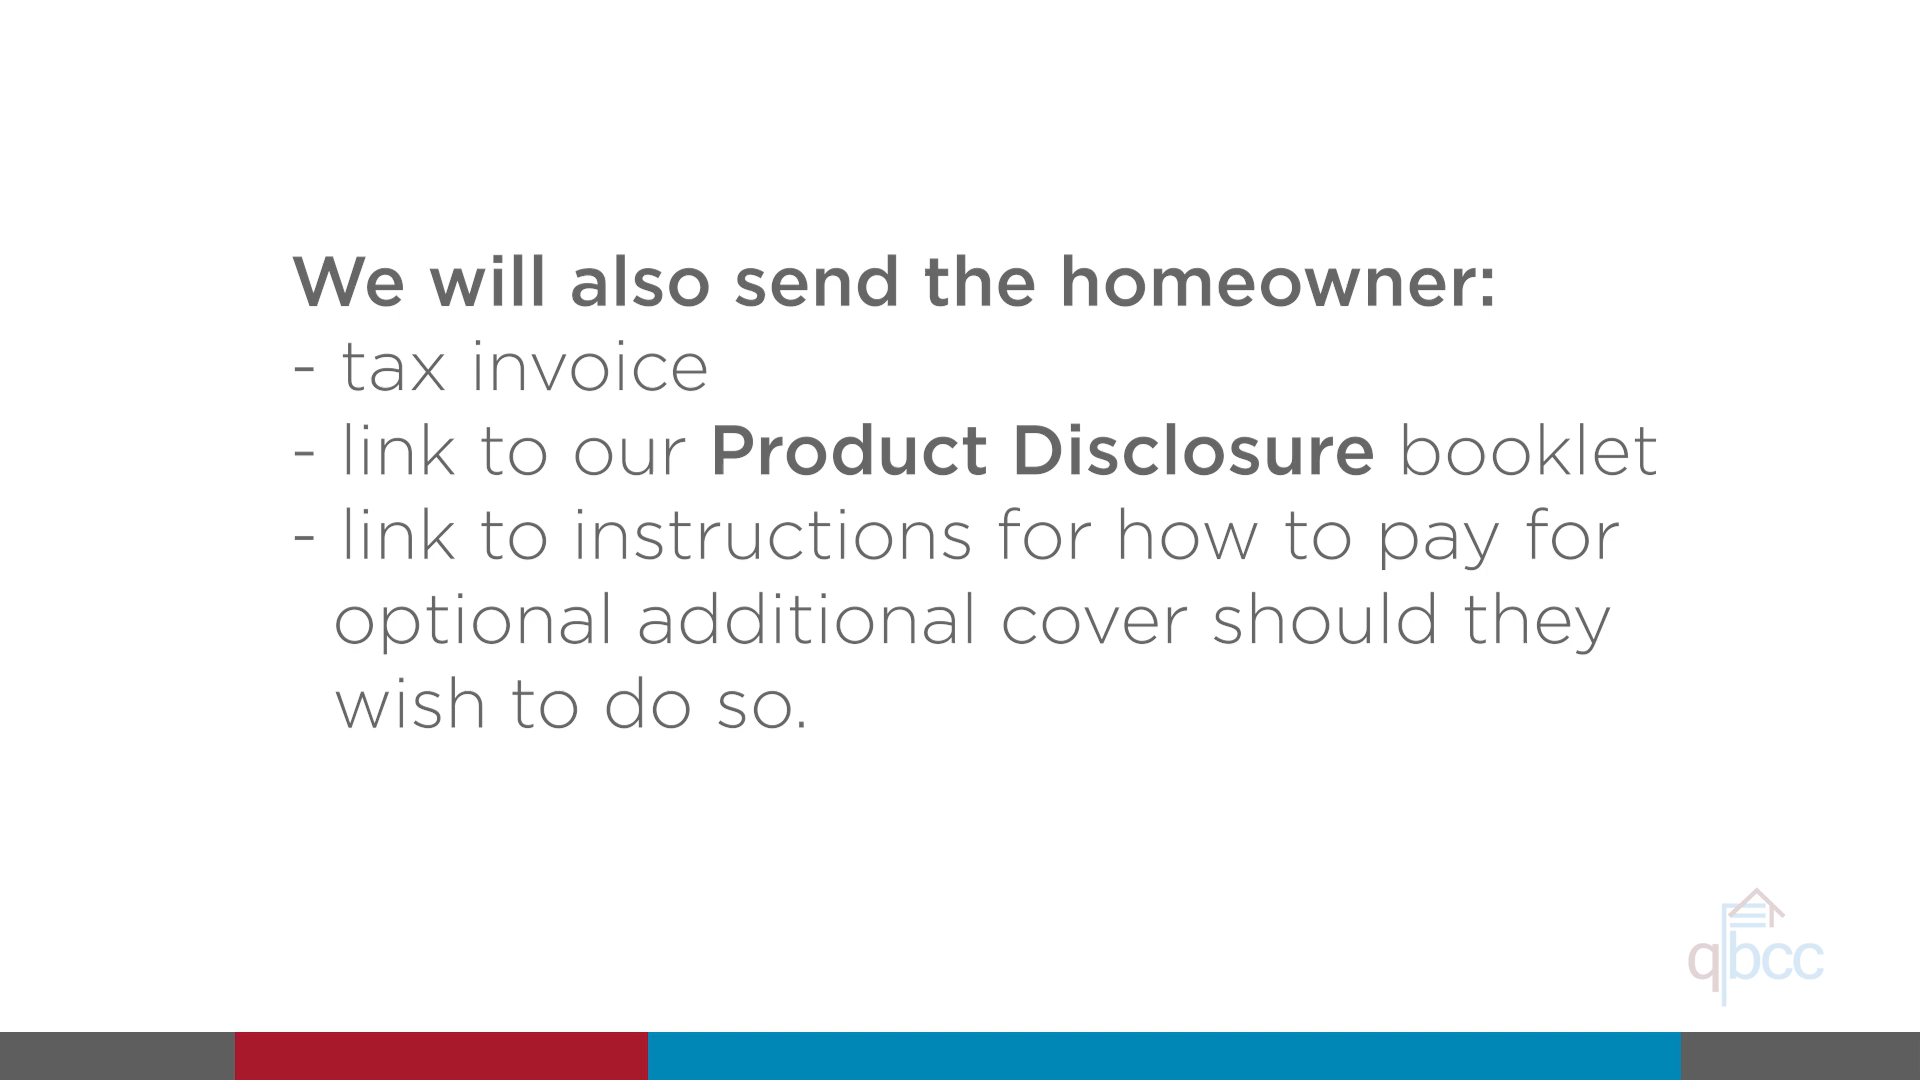 We will also send the homeowner:
- tax invoice
- link to our Product Disclosure booklet
- link to instructions for how to pay for
optional additional cover should they
wish to do so.
qbcc